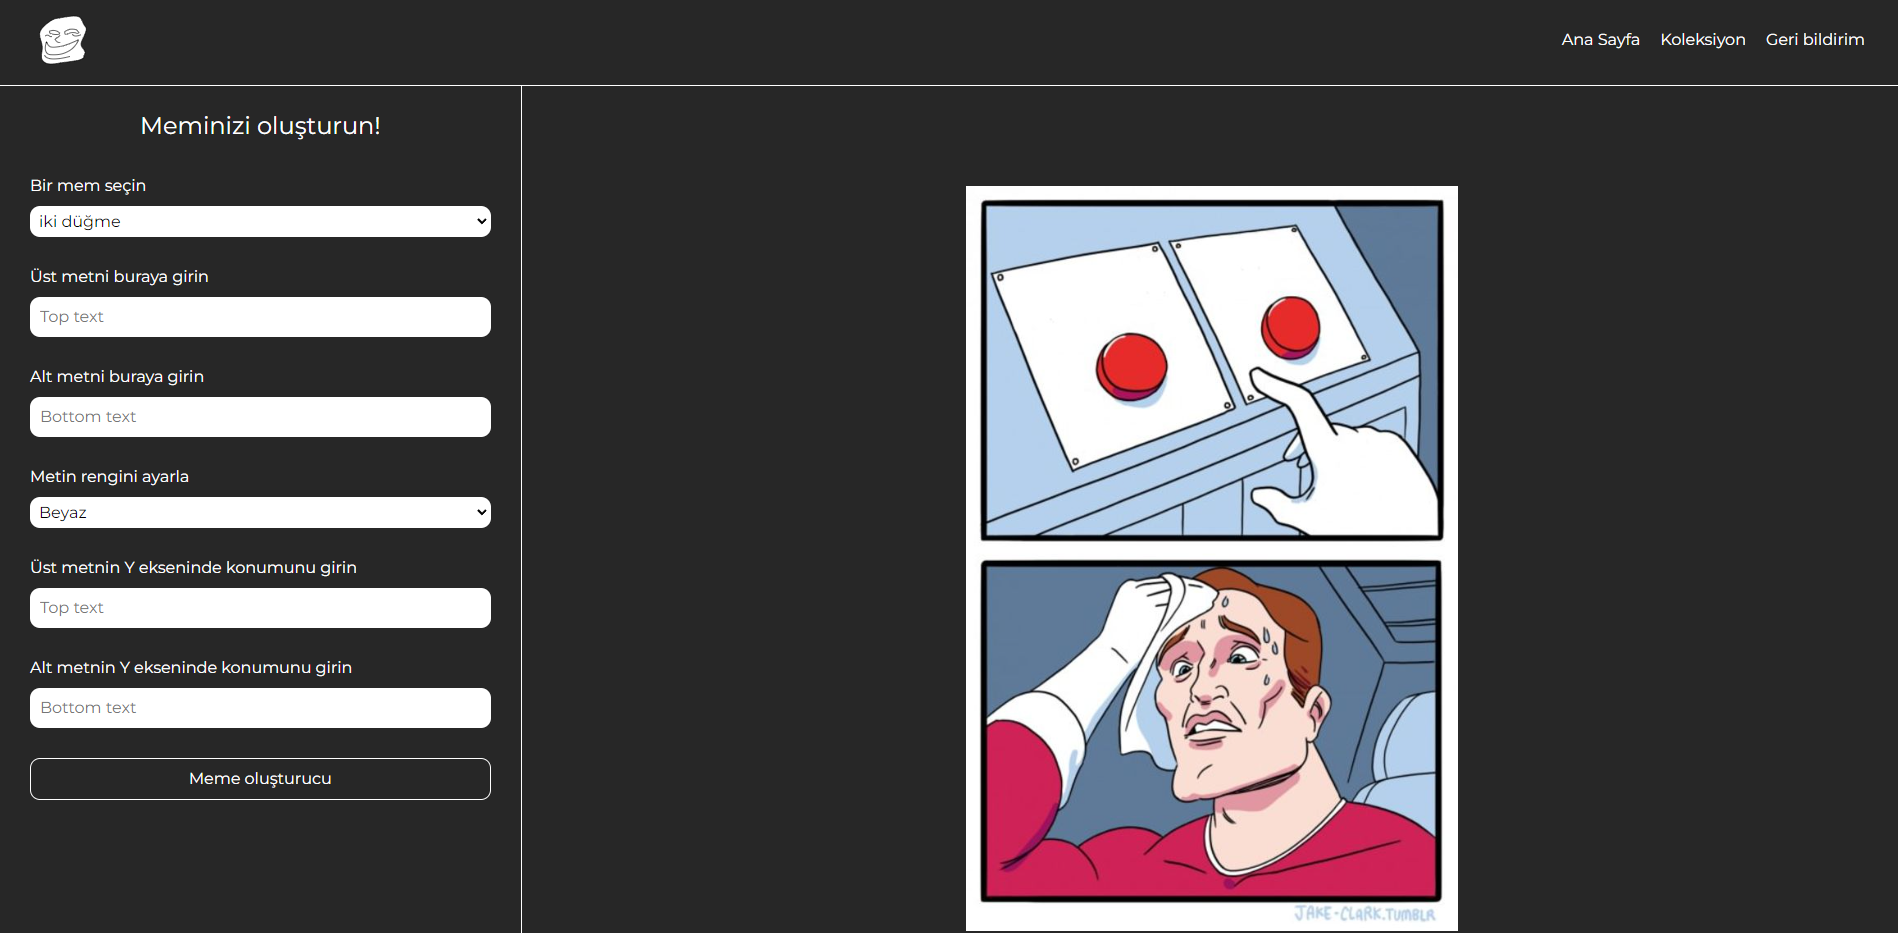 Ana Sayfa Koleksiyon Geri bildirim
Meminizi oluşturun!
Bir mem seçin
iki düğme
Üst metni buraya girin
Top text
Alt metni buraya girin
Bottom text
Metin rengini ayarla
Beyaz
Üst metnin Y ekseninde konumunu girin
Top text
Alt metnin Y ekseninde konumunu girin
Bottom text
Meme oluşturucu
JAKE-CLARK.TUMBLR